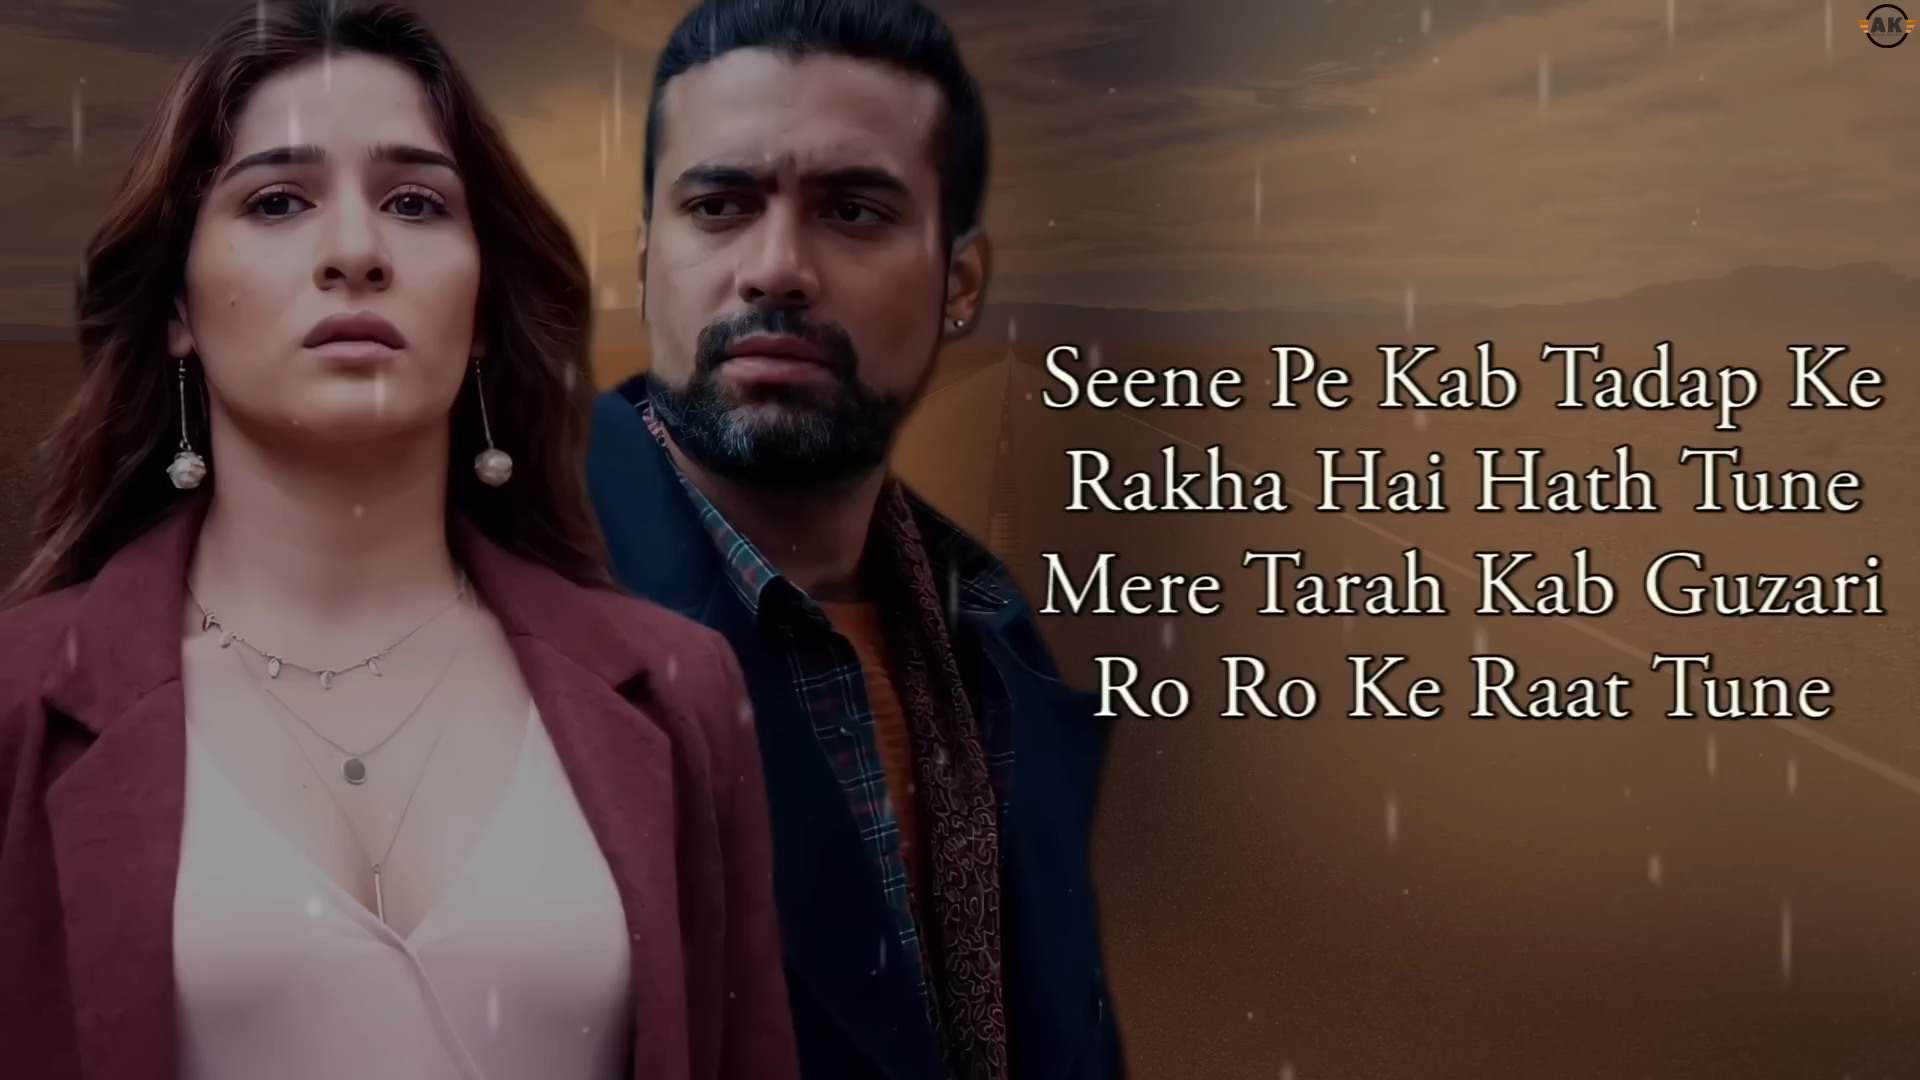 AK
Seene Pe Kab Tadap Ke
Rakha Hai Hath Tune
Mere Tarah Kab Guzari
Ro Ro Ke Raat Tune